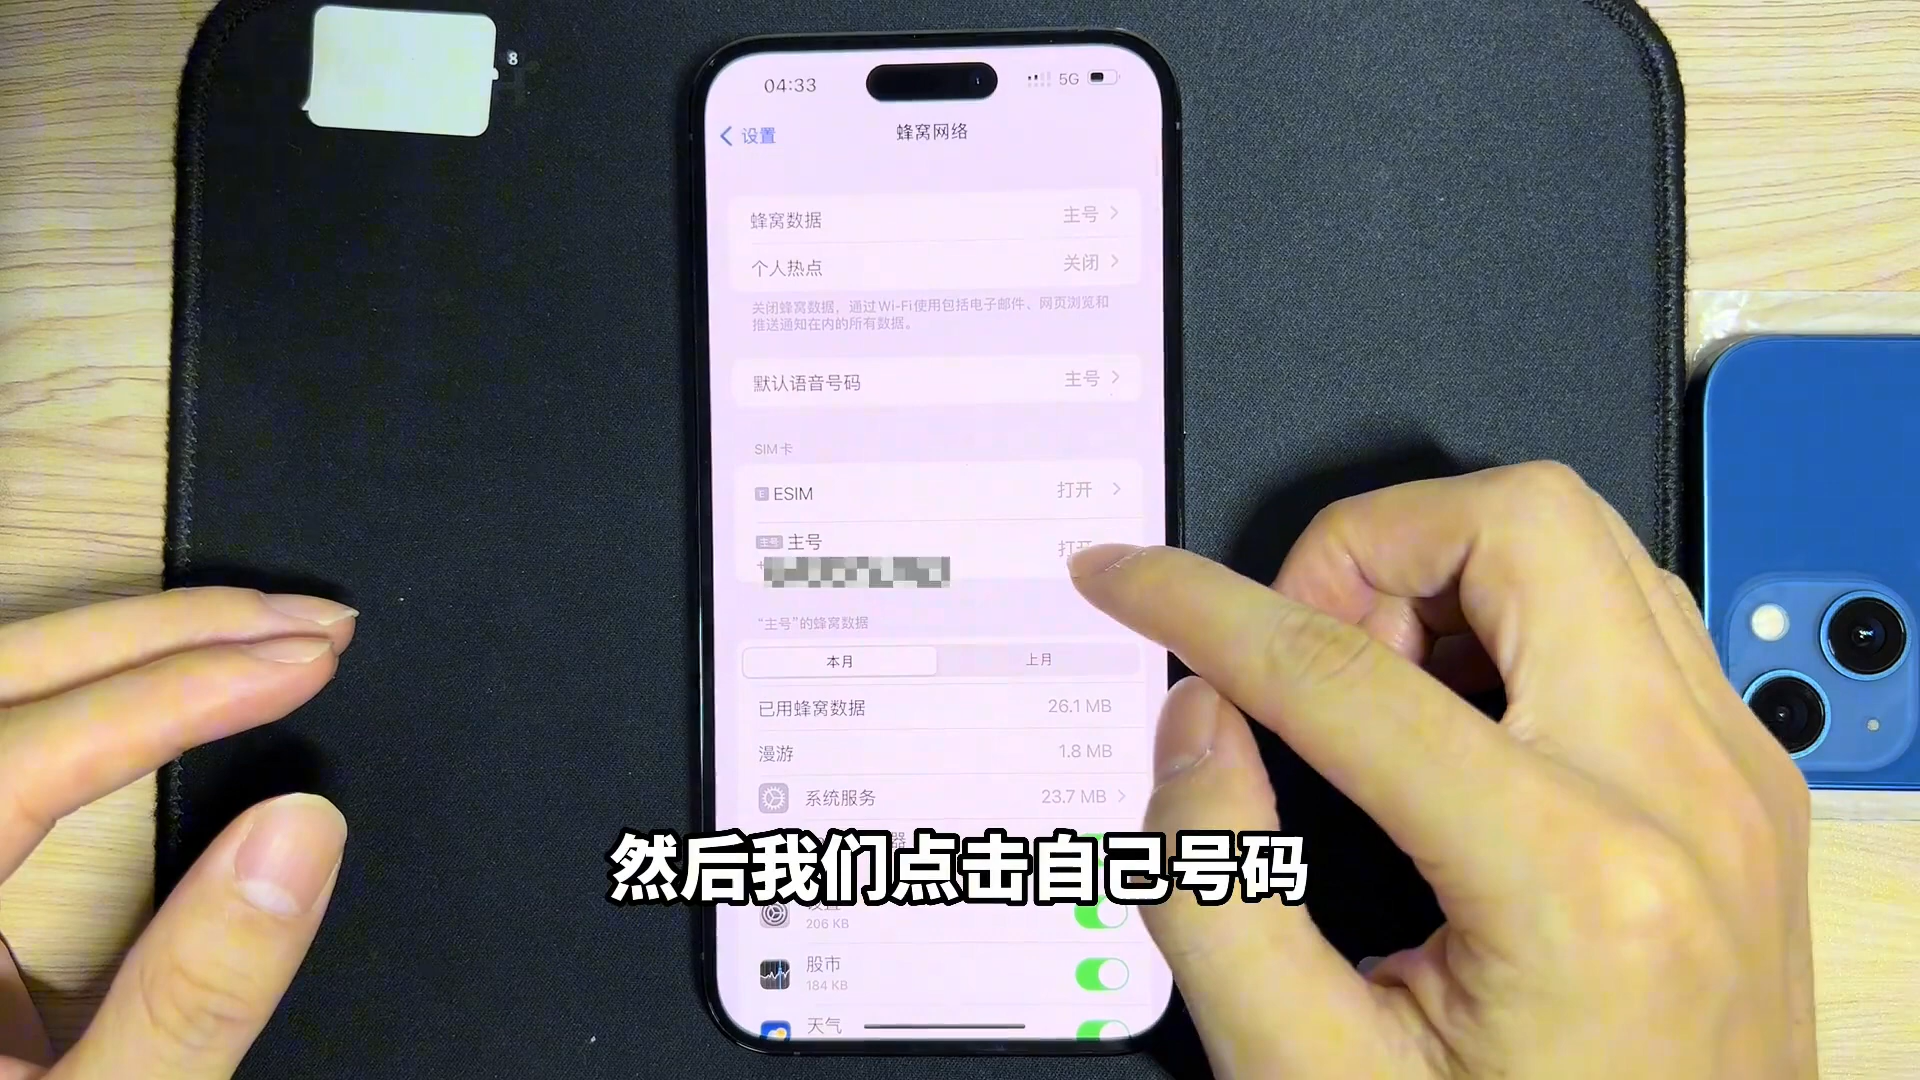 8
04:33
5G
设置
蜂窝网络
蜂窝数据 主号
个人热点 关闭
关闭蜂窝数据,通过Wi-Fi使用包括电子邮件、网页浏览和
推送通知在内的所有数据。
默认语音号码 主号
SIM卡
E ESIM 打开
主号 主号 打开
“主号”的蜂窝数据
本月 上月
已用蜂窝数据 26.1 MB
漫游 1.8 MB
系统服务 23.7 MB
然后我们点击自己号码
206 KB
股市
184 KB
天气